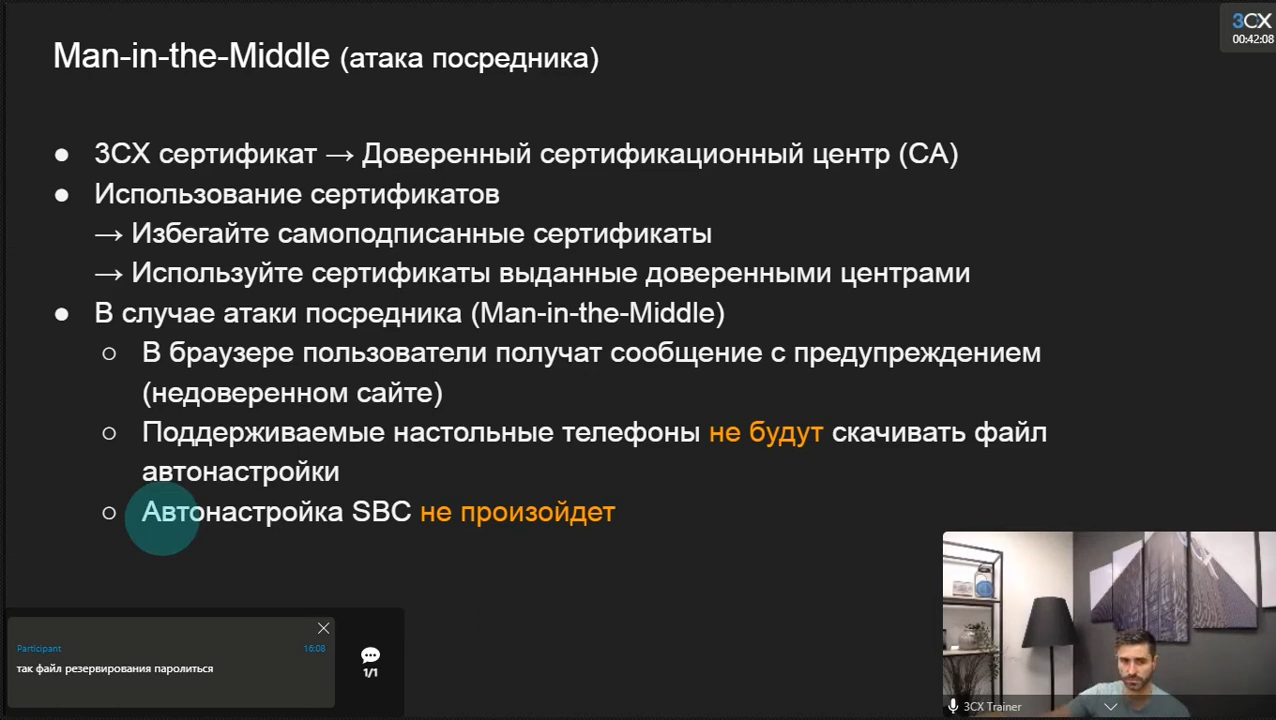 Man-in-the-Middle (атака посредника)
3CX
00:42:08
● 3CX сертификат → Доверенный сертификационный центр (CA)
● Использование сертификатов
→ Избегайте самоподписанные сертификаты
→ Используйте сертификаты выданные доверенными центрами
● В случае атаки посредника (Man-in-the-Middle)
○ В браузере пользователи получат сообщение с предупреждением
(недоверенном сайте)
○ Поддерживаемые настольные телефоны не будут скачивать файл
автонастройки
○ Автонастройка SBC не произойдет
Participant 16:08
так файл резервирования паролиться
1/1
3CX Trainer